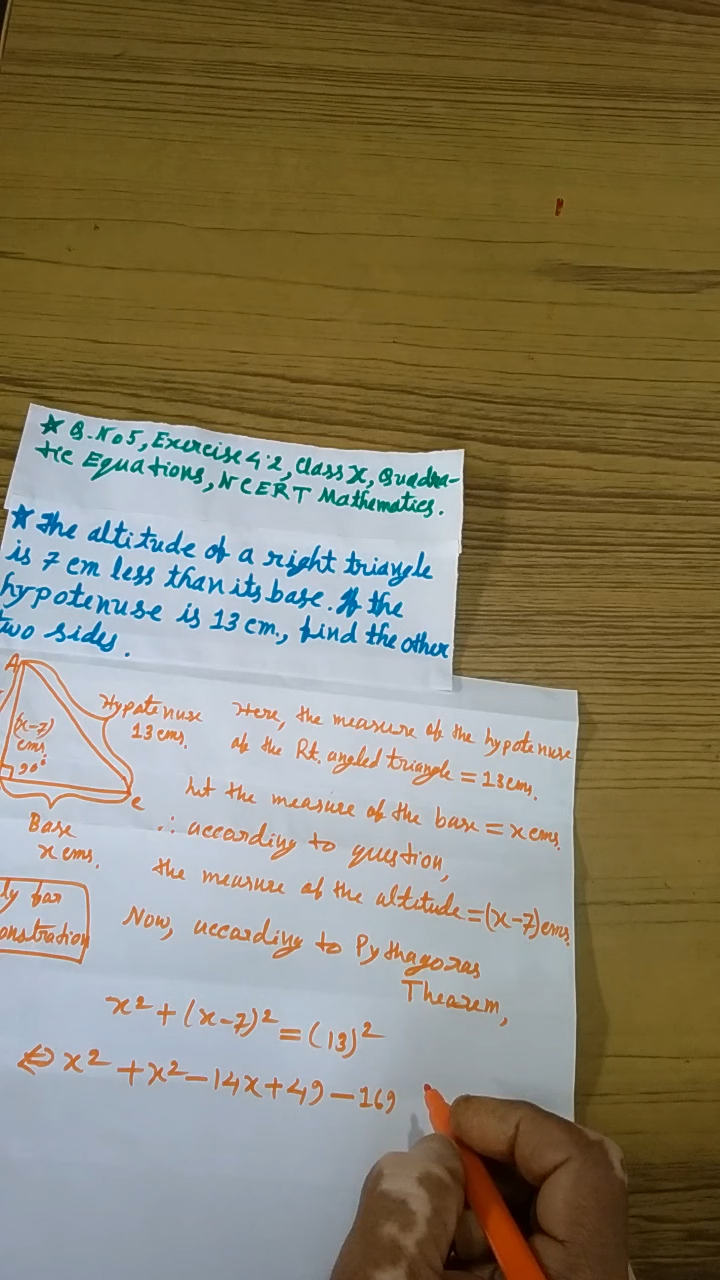 * Q. No 5, Exercise 4.2, Class X, Quadra-
tic Equations, NCERT Mathematics.
* The altitude of a right triangle
is 7 cm less than its base. If the
hypotenuse is 13 cm., find the other
two sides.
A
Hypotenuse
13 cms.
(x-7)
cms.
90°
C
Base
x cms.
Here, the measure of the hypotenuse
of the Rt. angled triangle = 13 cms.
Let the measure of the base = x cms.
∴ according to question,
the measure of the altitude = (x-7) cms.
Now, according to Pythagoras
Theorem,
x² + (x-7)² = (13)²
⇔ x² + x² - 14x + 49 - 169